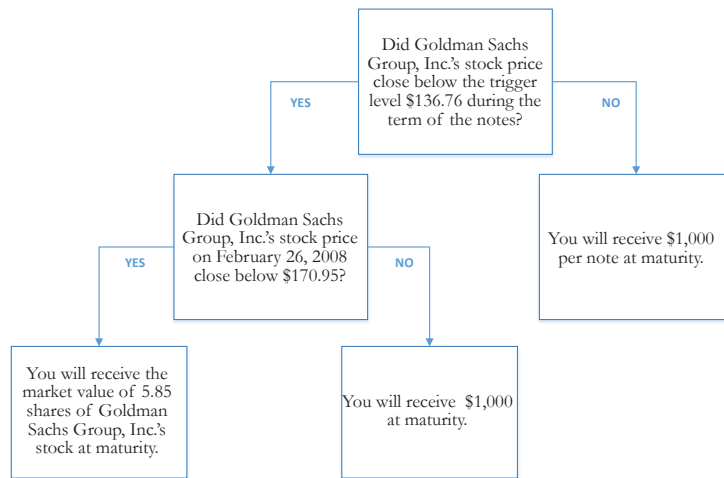 Did Goldman Sachs
Group, Inc.'s stock price
close below the trigger
level $136.76 during the
term of the notes?
YES
NO
Did Goldman Sachs
Group, Inc.'s stock price
on February 26, 2008
close below $170.95?
You will receive $1,000
per note at maturity.
YES
NO
You will receive the
market value of 5.85
shares of Goldman
Sachs Group, Inc.'s
stock at maturity.
You will receive $1,000
at maturity.